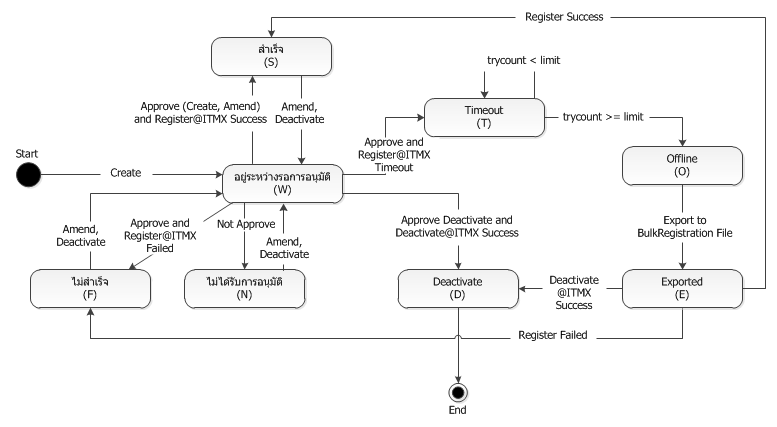 Register Success
สำเร็จ
(S)
trycount < limit
Approve (Create, Amend)
and Register@ITMX Success
Amend,
Deactivate
Timeout
(T)
trycount >= limit
Approve and
Register@ITMX
Timeout
Start
Create
อยู่ระหว่างรอการอนุมัติ
(W)
Offline
(O)
Amend,
Deactivate
Approve and
Register@ITMX
Failed
Not Approve
Amend,
Deactivate
Approve Deactivate and
Deactivate@ITMX Success
Export to
BulkRegistration File
ไม่สำเร็จ
(F)
ไม่ได้รับการอนุมัติ
(N)
Deactivate
(D)
Deactivate
@ITMX
Success
Exported
(E)
Register Failed
End